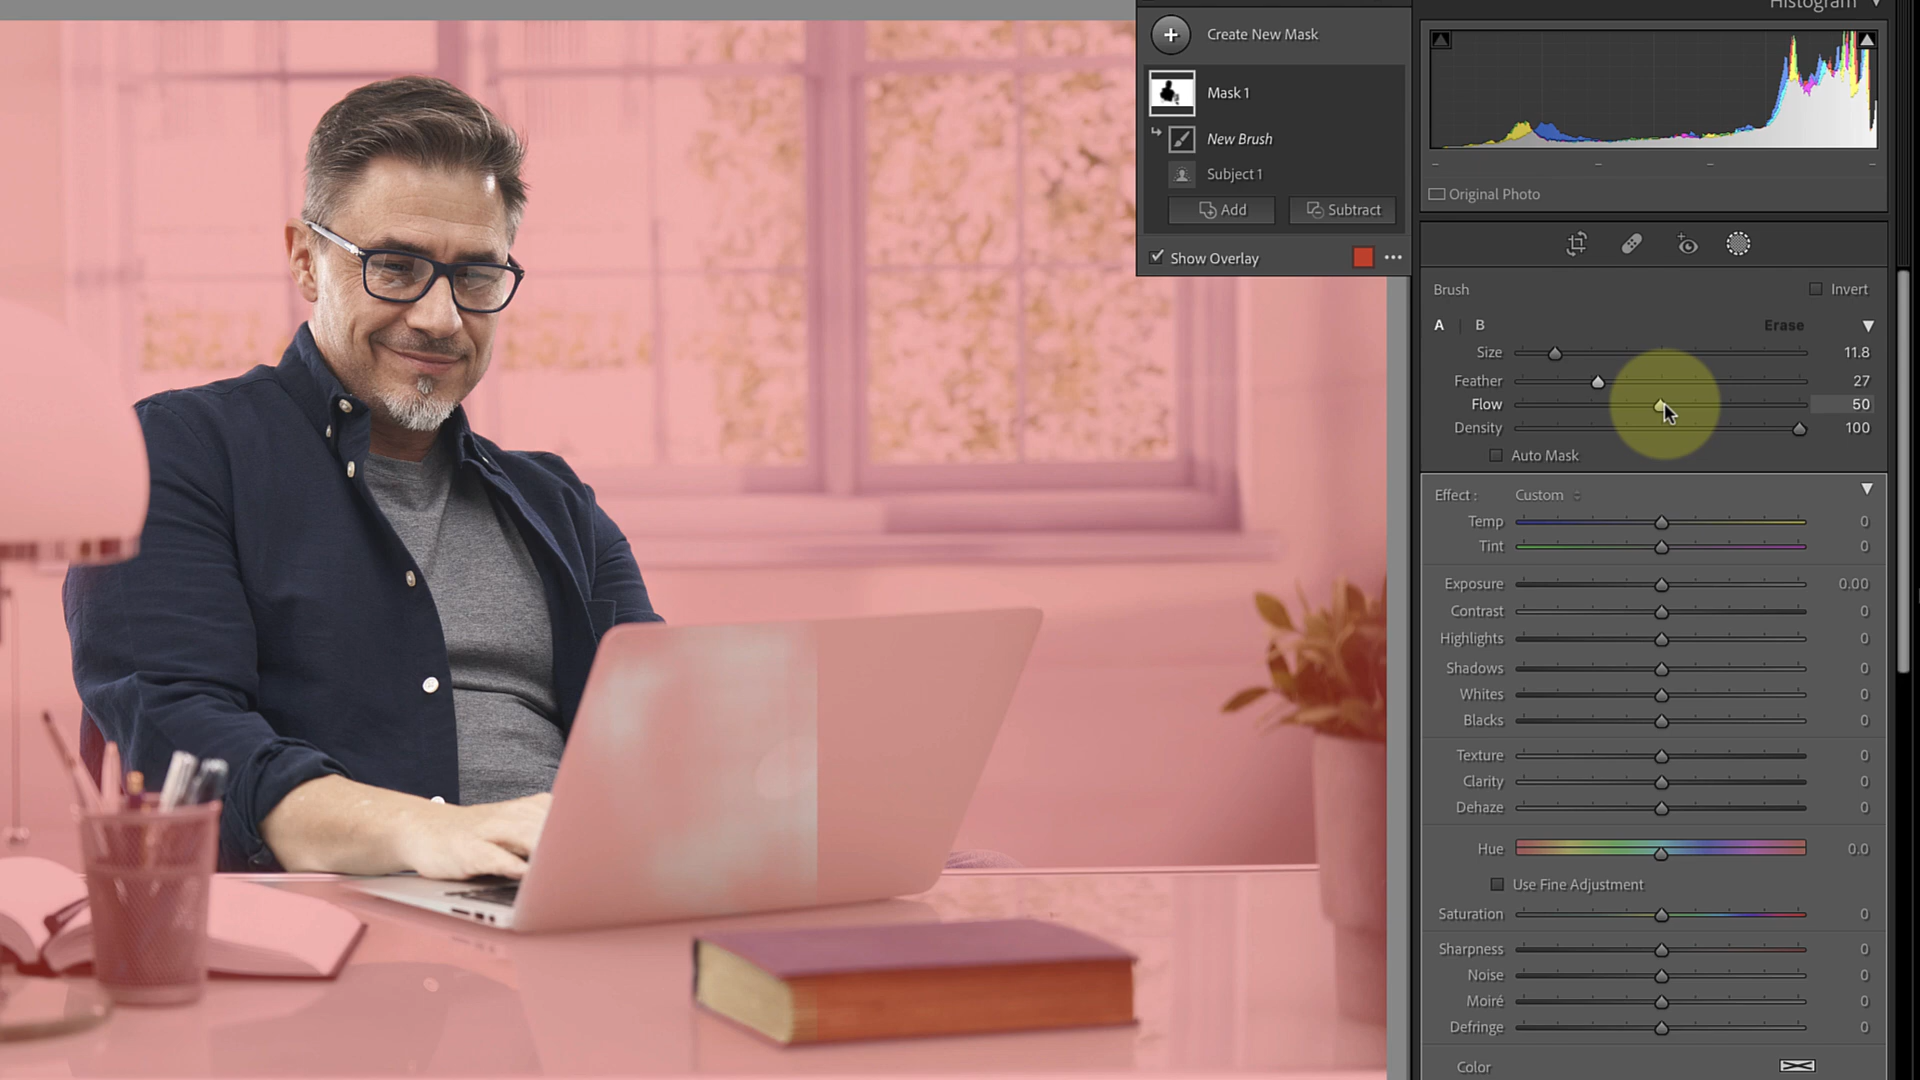 Histogram
Create New Mask
Mask 1
New Brush
Subject 1
Add
Subtract
Show Overlay
Original Photo
Brush
Invert
A | B
Erase
Size 11.8
Feather 27
Flow 50
Density 100
Auto Mask
Effect : Custom
Temp 0
Tint 0
Exposure 0.00
Contrast 0
Highlights 0
Shadows 0
Whites 0
Blacks 0
Texture 0
Clarity 0
Dehaze 0
Hue 0.0
Use Fine Adjustment
Saturation 0
Sharpness 0
Noise 0
Moiré 0
Defringe 0
Color